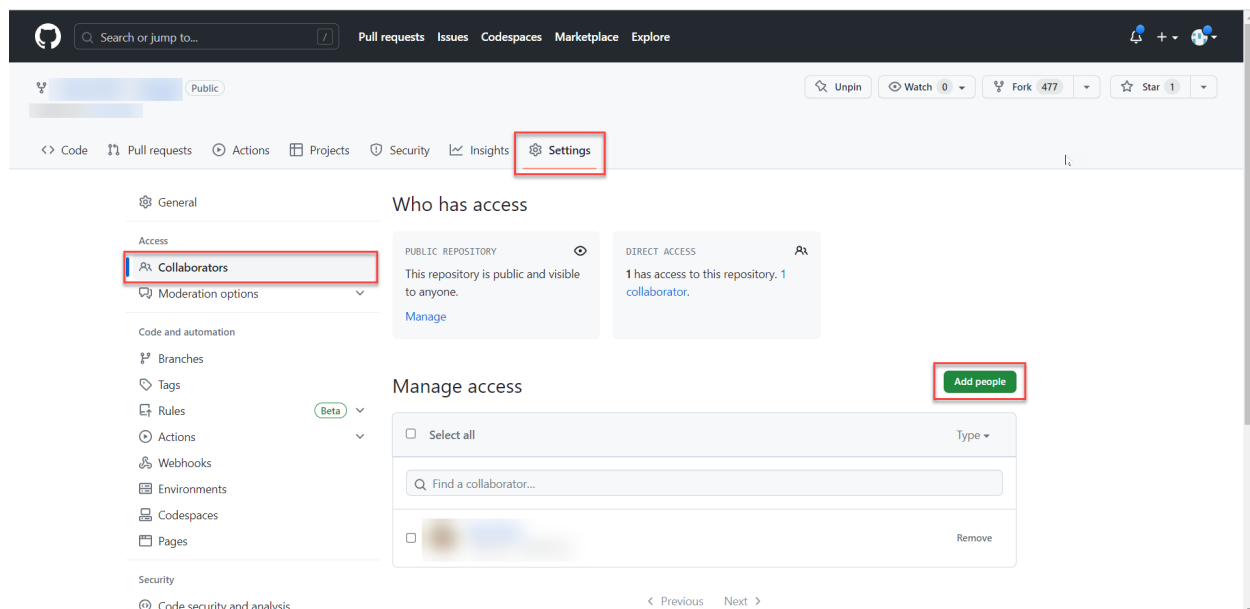 Search or jump to... / Pull requests Issues Codespaces Marketplace Explore
Public Unpin Watch 0 Fork 477 Star 1
Code Pull requests Actions Projects Security Insights Settings
General
Access
Collaborators
Moderation options
Code and automation
Branches
Tags
Rules Beta
Actions
Webhooks
Environments
Codespaces
Pages
Security
Code security and analysis
Who has access
PUBLIC REPOSITORY
This repository is public and visible
to anyone.
Manage
DIRECT ACCESS
1 has access to this repository. 1
collaborator.
Manage access Add people
Select all Type
Find a collaborator...
Remove
Previous Next